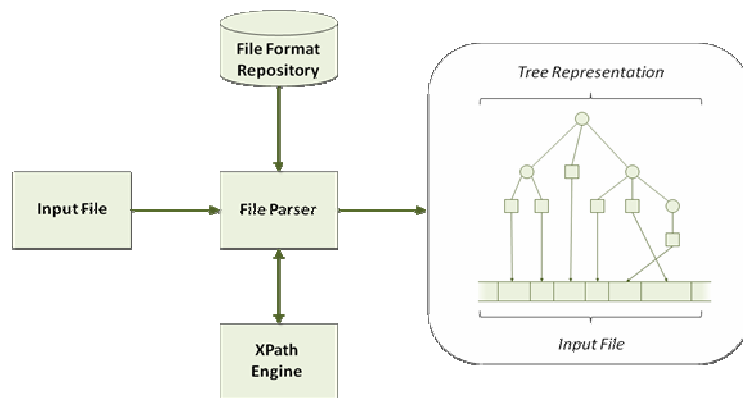 File Format
Repository
Tree Representation
Input File
File Parser
XPath
Engine
Input File